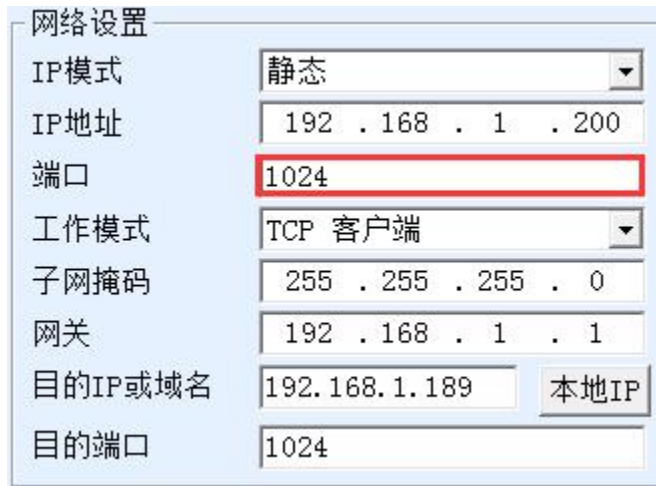 网络设置
IP模式 静态
IP地址 192 . 168 . 1 . 200
端口 1024
工作模式 TCP 客户端
子网掩码 255 . 255 . 255 . 0
网关 192 . 168 . 1 . 1
目的IP或域名 192.168.1.189 本地IP
目的端口 1024